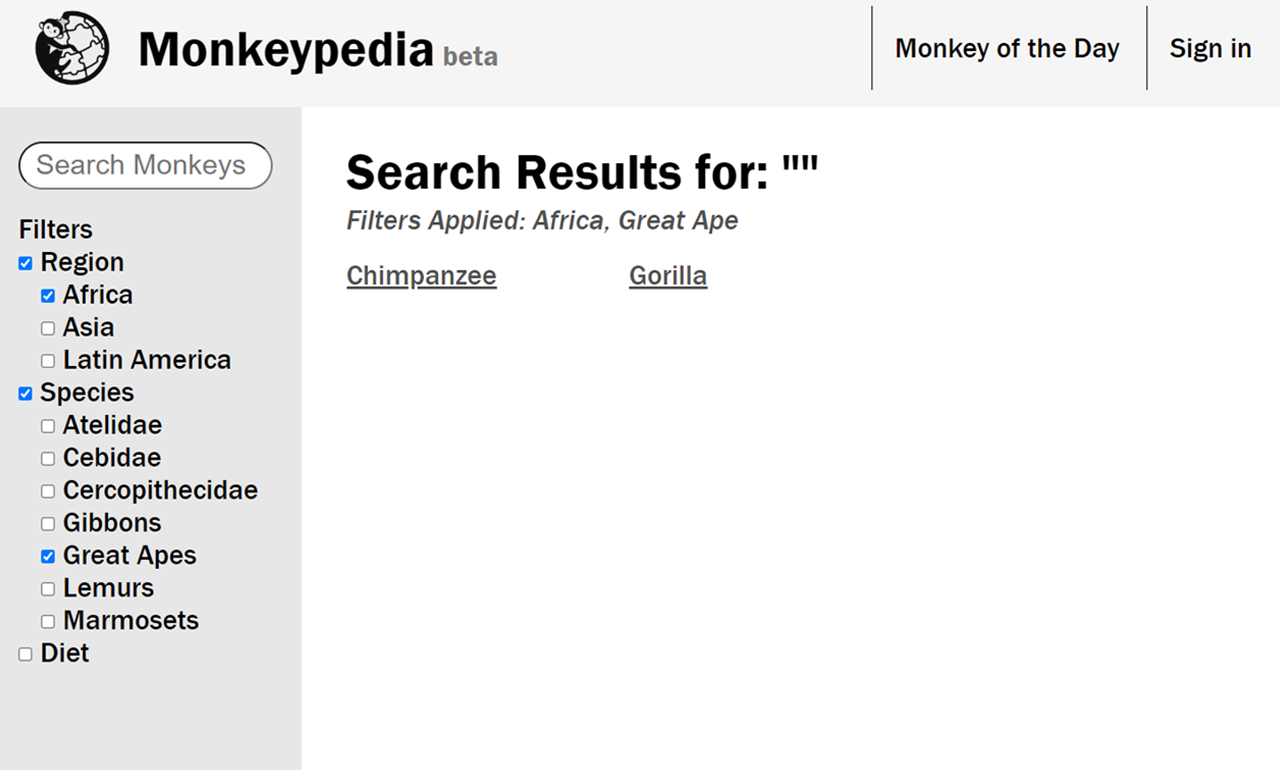 Monkeypedia beta
Monkey of the Day
Sign in
Search Monkeys
Filters
Region
Africa
Asia
Latin America
Species
Atelidae
Cebidae
Cercopithecidae
Gibbons
Great Apes
Lemurs
Marmosets
Diet
Search Results for: ""
Filters Applied: Africa, Great Ape
Chimpanzee
Gorilla